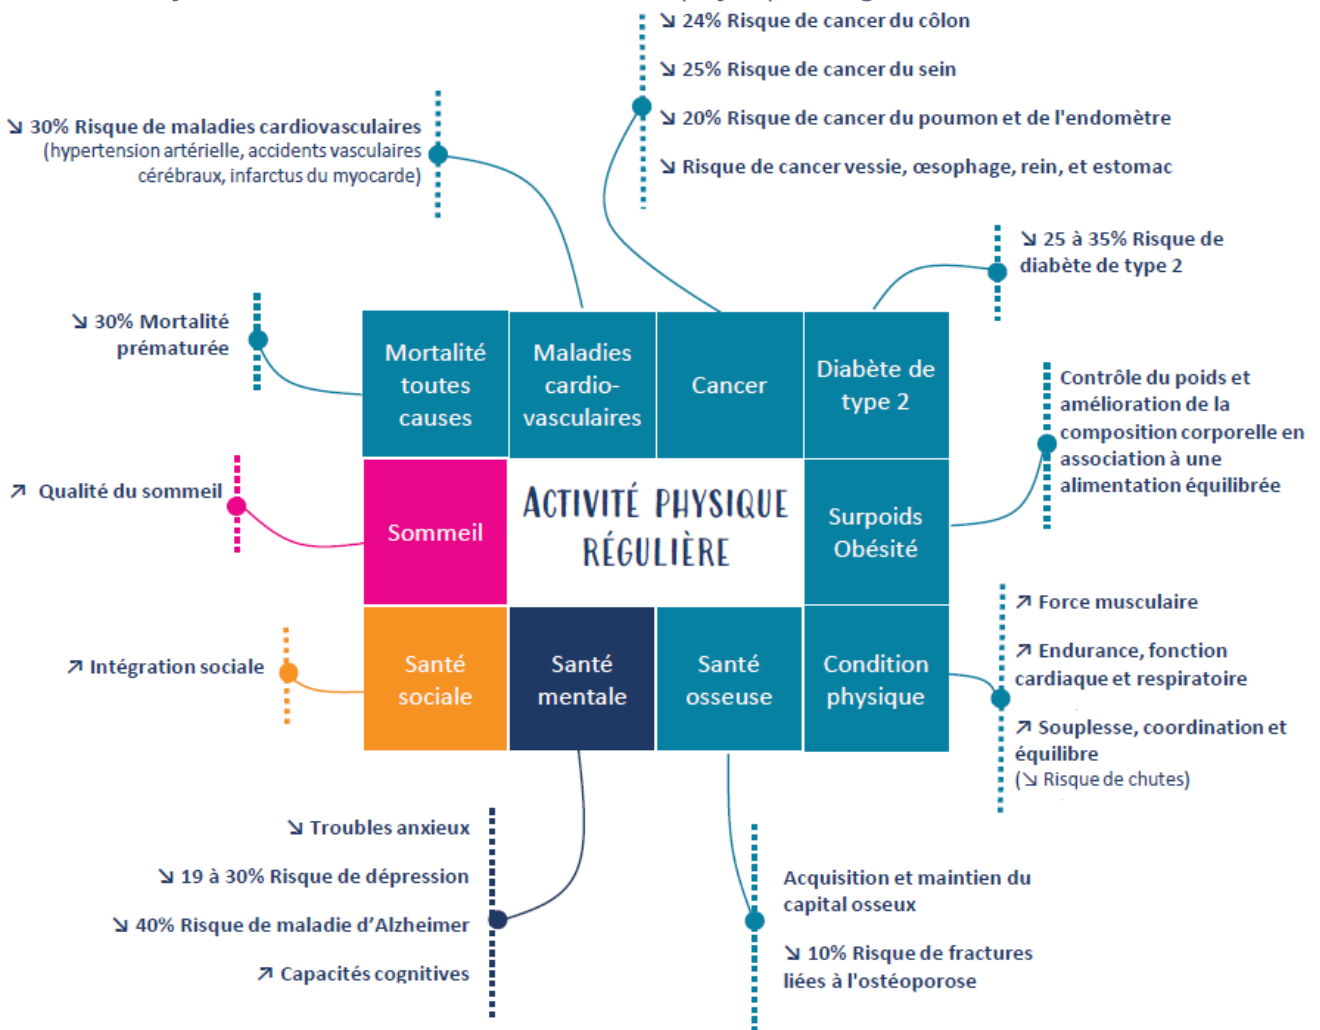 ↘ 24% Risque de cancer du côlon
↘ 25% Risque de cancer du sein
↘ 20% Risque de cancer du poumon et de l'endomètre
↘ Risque de cancer vessie, œsophage, rein, et estomac
↘ 30% Risque de maladies cardiovasculaires
(hypertension artérielle, accidents vasculaires
cérébraux, infarctus du myocarde)
↘ 25 à 35% Risque de
diabète de type 2
↘ 30% Mortalité
prématurée
Mortalité
toutes
causes
Maladies
cardio-
vasculaires
Cancer
Diabète de
type 2
Contrôle du poids et
amélioration de la
composition corporelle en
association à une
alimentation équilibrée
↗ Qualité du sommeil
Sommeil
ACTIVITÉ PHYSIQUE
RÉGULIÈRE
Surpoids
Obésité
↗ Intégration sociale
Santé
sociale
Santé
mentale
Santé
osseuse
Condition
physique
↗ Force musculaire
↗ Endurance, fonction
cardiaque et respiratoire
↗ Souplesse, coordination et
équilibre
(↘ Risque de chutes)
↘ Troubles anxieux
↘ 19 à 30% Risque de dépression
↘ 40% Risque de maladie d’Alzheimer
↗ Capacités cognitives
Acquisition et maintien du
capital osseux
↘ 10% Risque de fractures
liées à l'ostéoporose